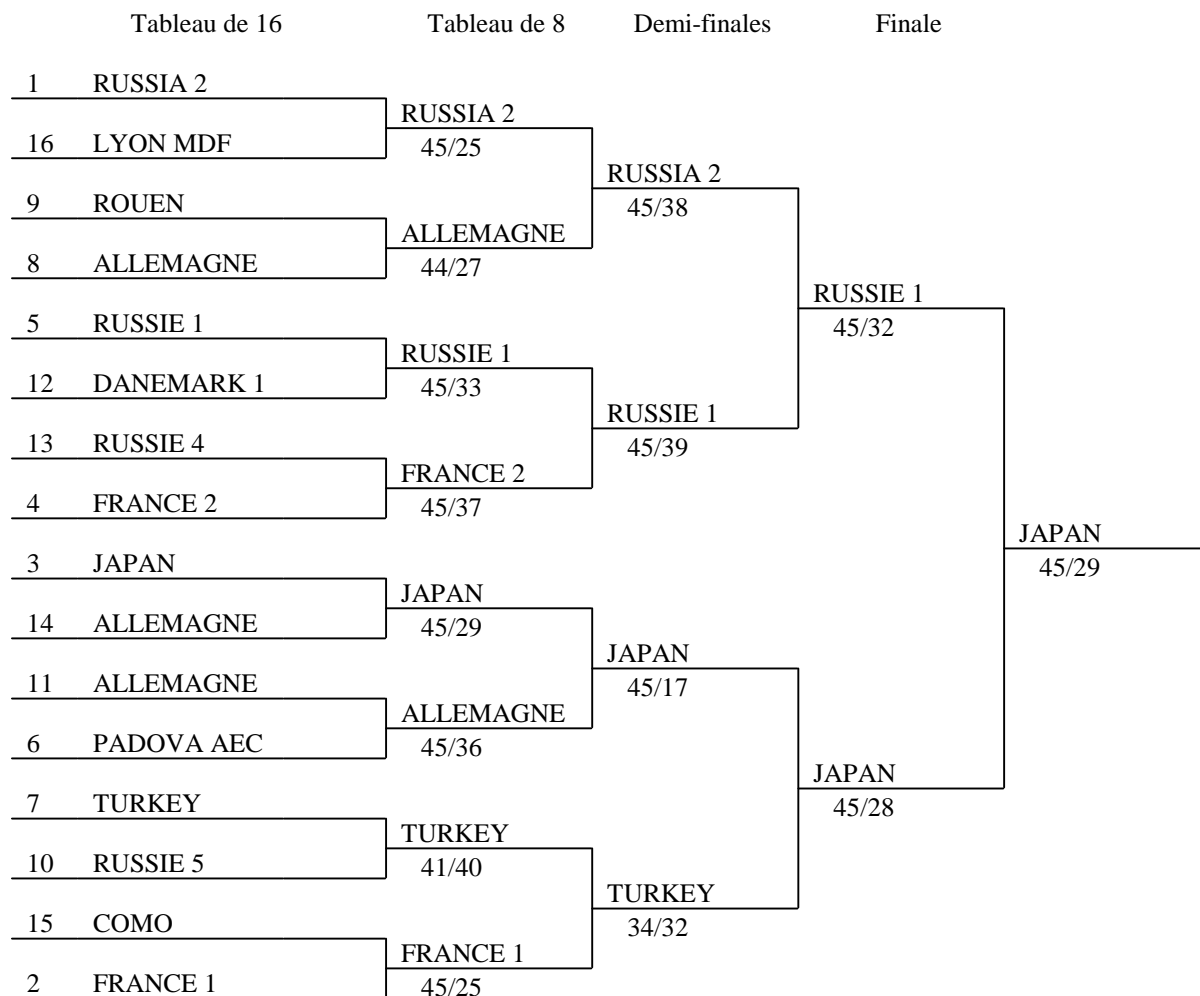 Tableau de 16 Tableau de 8 Demi-finales Finale
1 RUSSIA 2
RUSSIA 2
16 LYON MDF 45/25
RUSSIA 2
9 ROUEN 45/38
ALLEMAGNE
8 ALLEMAGNE 44/27
RUSSIE 1
5 RUSSIE 1 45/32
RUSSIE 1
12 DANEMARK 1 45/33
RUSSIE 1
13 RUSSIE 4 45/39
FRANCE 2
4 FRANCE 2 45/37
JAPAN
3 JAPAN 45/29
JAPAN
14 ALLEMAGNE 45/29
JAPAN
11 ALLEMAGNE 45/17
ALLEMAGNE
6 PADOVA AEC 45/36
JAPAN
7 TURKEY 45/28
TURKEY
10 RUSSIE 5 41/40
TURKEY
15 COMO 34/32
FRANCE 1
2 FRANCE 1 45/25